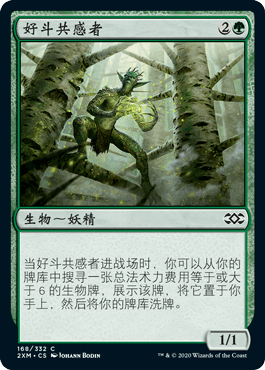 好斗共感者 2
生物～妖精
当好斗共感者进战场时，你可以从你的
牌库中搜寻一张总法术力费用等于或大
于 6 的生物牌，展示该牌，将它置于你
手上，然后将你的牌库洗牌。
1/1
168/332 C
2XM • CS Johann Bodin
™ & © 2020 Wizards of the Coast